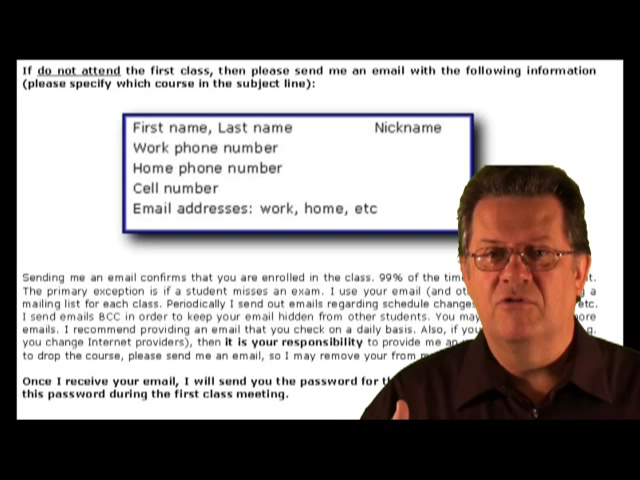 If do not attend the first class, then please send me an email with the following information
(please specify which course in the subject line):
First name, Last name Nickname
Work phone number
Home phone number
Cell number
Email addresses: work, home, etc
Sending me an email confirms that you are enrolled in the class. 99% of the time
The primary exception is if a student misses an exam. I use your email (and a
mailing list for each class. Periodically I send out emails regarding schedule changes etc.
I send emails BCC in order to keep your email hidden from other students. You may more
emails. I recommend providing an email that you check on a daily basis. Also, if you
you change Internet providers), then it is your responsibility to provide me an
to drop the course, please send me an email, so I may remove your from
Once I receive your email, I will send you the password for
this password during the first class meeting.